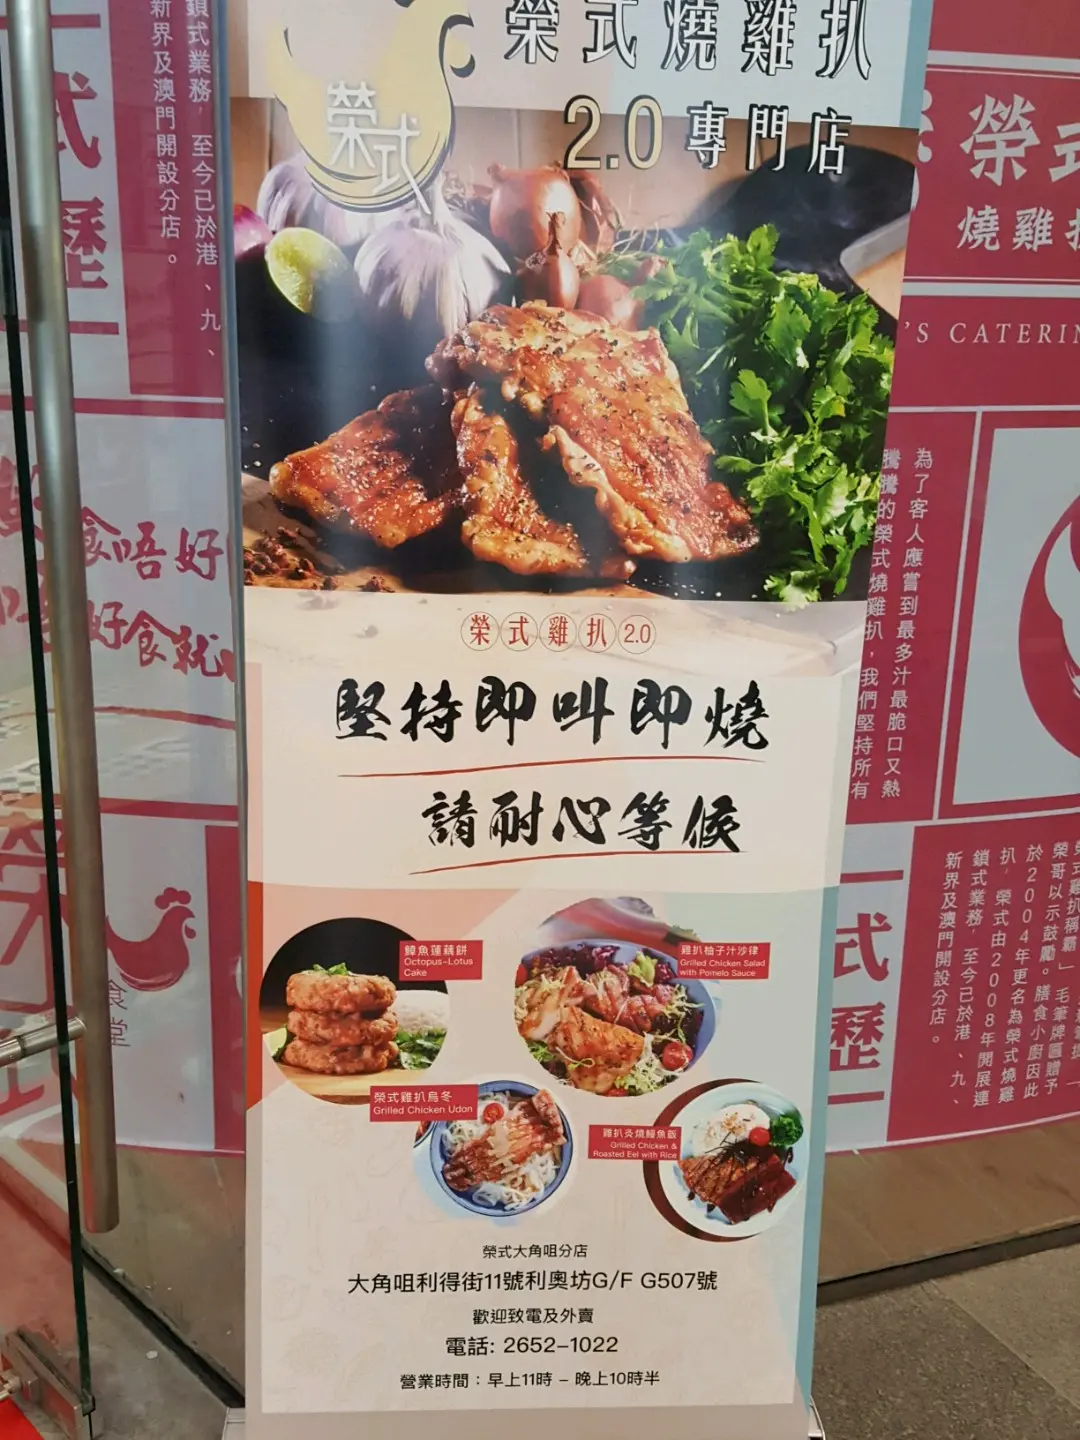 榮式燒雞扒
2.0 專門店
榮式
榮式雞扒2.0
堅持即叫即燒
請耐心等候
鱆魚蓮藕餅
Octopus-Lotus
Cake
雞扒柚子汁沙律
Grilled Chicken Salad
with Pomelo Sauce
榮式雞扒烏冬
Grilled Chicken Udon
雞扒炙燒鰻魚飯
Grilled Chicken &
Roasted Eel with Rice
榮式大角咀分店
大角咀利得街11號利奧坊G/F G507號
歡迎致電及外賣
電話: 2652-1022
營業時間：早上11時 – 晚上10時半
鎖式業務，至今已於港、九、
新界及澳門開設分店。
式
歷
食唔好
好食就
食
堂
榮
燒雞
'S CATERIN
為了客人應嘗到最多汁最脆口又熱
騰騰的榮式燒雞扒，我們堅持所有
榮哥以示鼓勵。膳食小廚因此
於2004年更名為榮式燒雞
扒，榮式由2008年開展連
鎖式業務，至今已於港、九、
新界及澳門開設分店。
式
歷